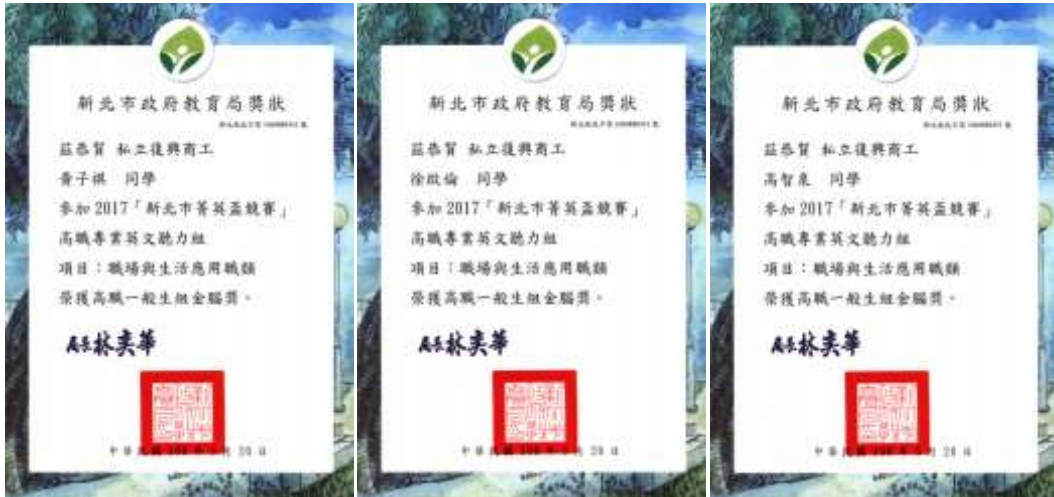 新北市政府教育局獎狀
茲恭賀 私立復興商工
黃子祺 同學
參加 2017「新北市菁英盃競賽」
高職專業英文聽力組
項目：職場與生活應用職類
榮獲高職一般生組金腦獎。
局長林奕華
新北市政府教育局獎狀
茲恭賀 私立復興商工
徐啟倫 同學
參加 2017「新北市菁英盃競賽」
高職專業英文聽力組
項目：職場與生活應用職類
榮獲高職一般生組金腦獎。
局長林奕華
新北市政府教育局獎狀
茲恭賀 私立復興商工
高智泉 同學
參加 2017「新北市菁英盃競賽」
高職專業英文聽力組
項目：職場與生活應用職類
榮獲高職一般生組金腦獎。
局長林奕華